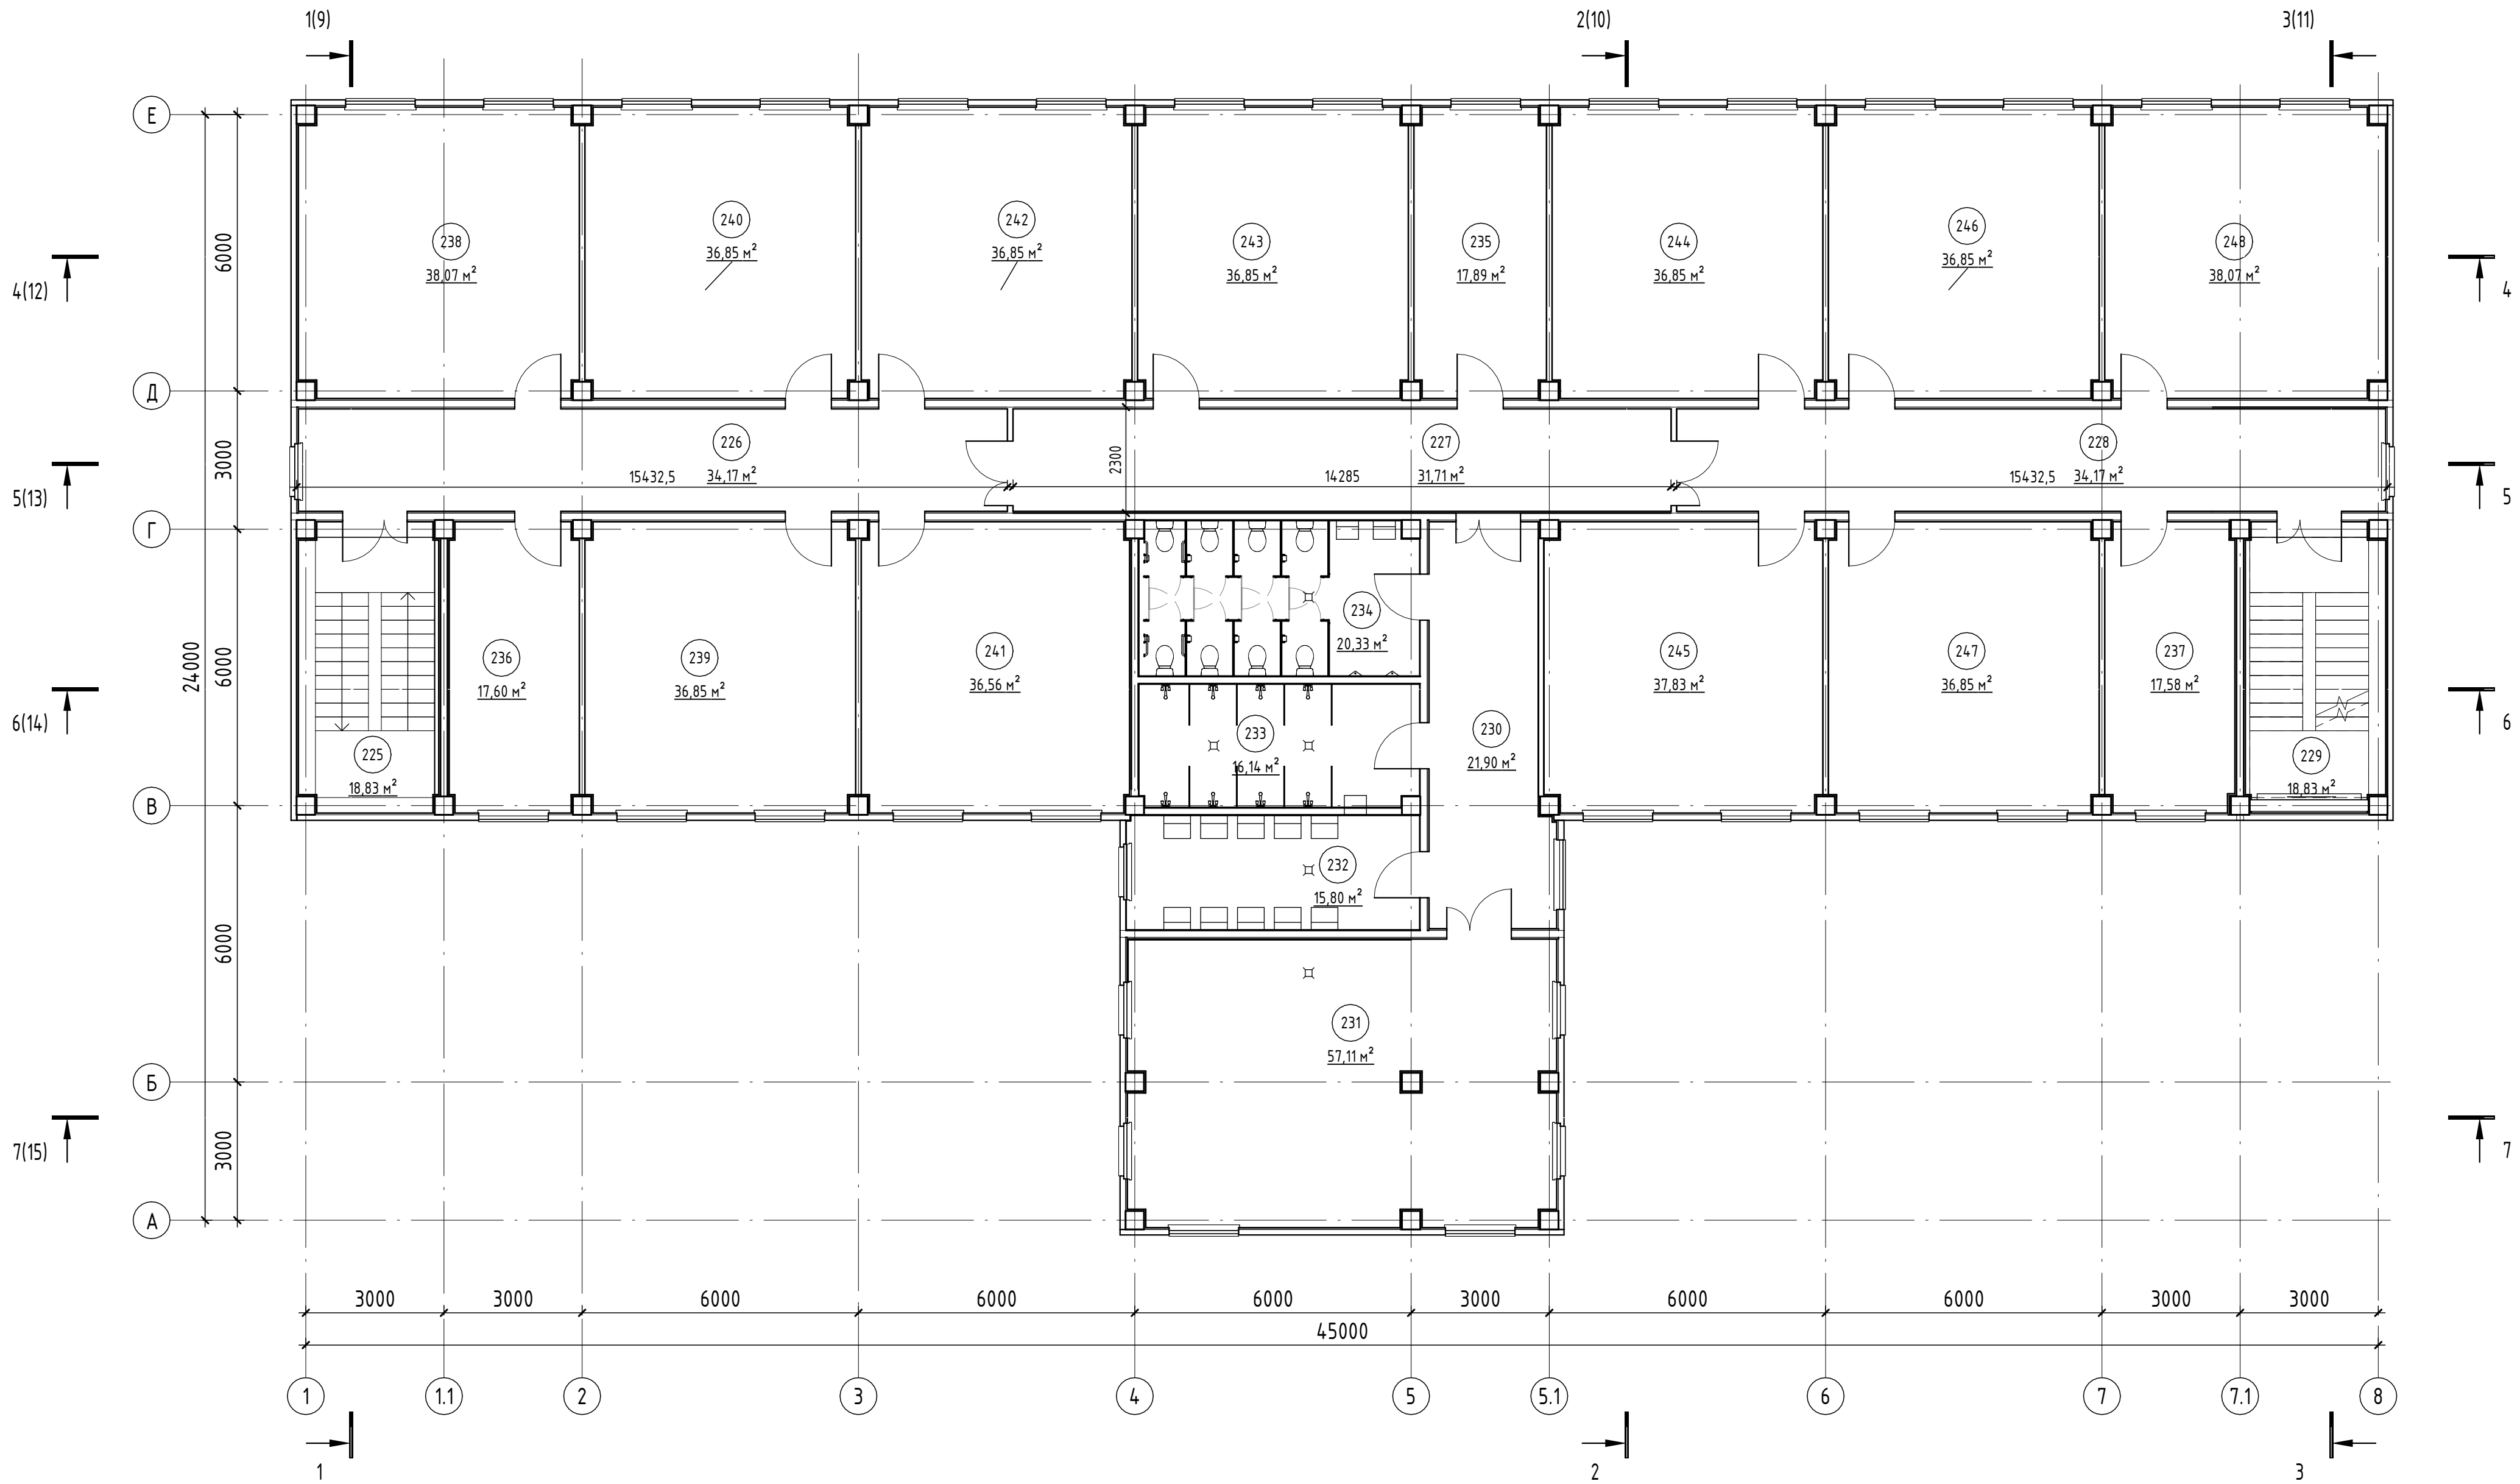 1(9)
2(10)
3(11)
Е
238
38,07 м²
240
36,85 м²
242
36,85 м²
243
36,85 м²
235
17,89 м²
244
36,85 м²
246
36,85 м²
248
38,07 м²
6000
4(12)
4
Д
226
34,17 м²
15432,5
2300
227
31,71 м²
14285
228
34,17 м²
15432,5
3000
5(13)
5
Г
24000
6000
225
18,83 м²
236
17,60 м²
239
36,85 м²
241
36,56 м²
234
20,33 м²
233
16,14 м²
230
21,90 м²
245
37,83 м²
247
36,85 м²
237
17,58 м²
229
18,83 м²
6(14)
6
В
232
15,80 м²
6000
231
57,11 м²
Б
3000
7(15)
7
А
3000 3000 6000 6000 6000 3000 6000 6000 3000 3000
45000
1 1.1 2 3 4 5 5.1 6 7 7.1 8
1
2
3